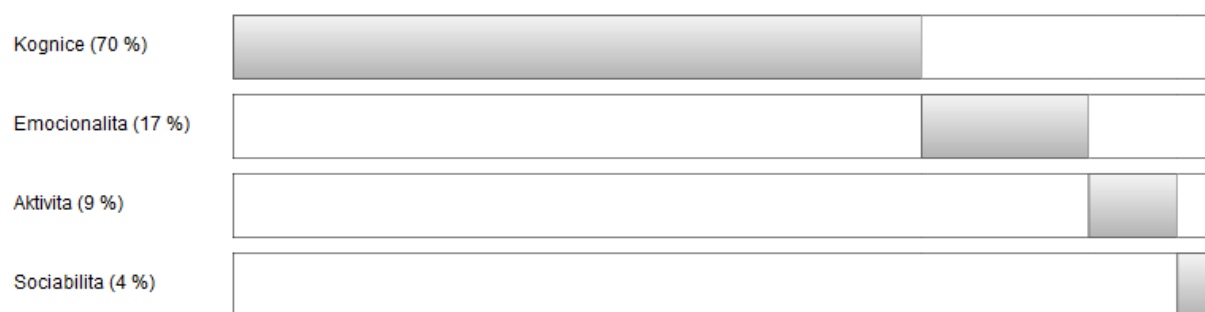 Kognice (70 %)
Emocionalita (17 %)
Aktivita (9 %)
Sociabilita (4 %)